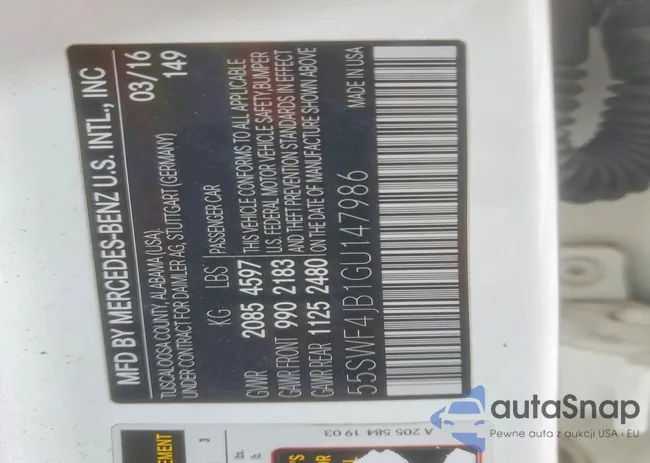 MFD BY MERCEDES-BENZ U.S. INTL., INC
TUSCALOOSA COUNTY, ALABAMA (USA),
UNDER CONTRACT FOR DAIMLER AG, STUTTGART (GERMANY)
03/16
149
KG LBS PASSENGER CAR
GVWR 2085 4597
GAWR FRONT 990 2183
GAWR REAR 1125 2480
THIS VEHICLE CONFORMS TO ALL APPLICABLE
U.S. FEDERAL MOTOR VEHICLE SAFETY BUMPER
AND THEFT PREVENTION STANDARDS IN EFFECT
ON THE DATE OF MANUFACTURE SHOWN ABOVE
55SWF4JB1GU147986
MADE IN USA
A 205 584 19 03
3
lbs.
autaSnap
Pewne auta z aukcji USA i EU